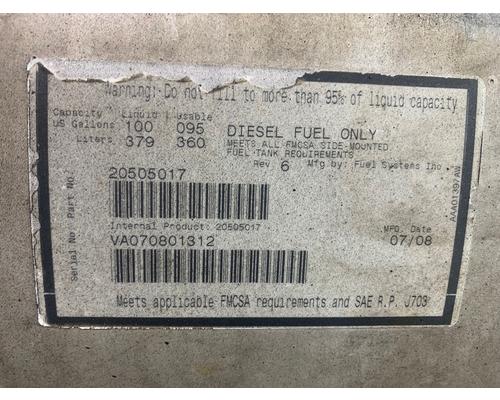 Warning: Do not fill to more than 95% of liquid capacity
Capacity Liquid Usable
US Gallons 100 095
Liters 379 360
DIESEL FUEL ONLY
MEETS ALL FMCSA SIDE-MOUNTED
FUEL TANK REQUIREMENTS
Rev 6 Mfg by: Fuel Systems Inc
Part NO.
20505017
Internal Product: 20505017
Serial No
VA070801312
MFG. Date
07/08
AAA01397AW
Meets applicable FMCSA requirements and SAE R.P. J703